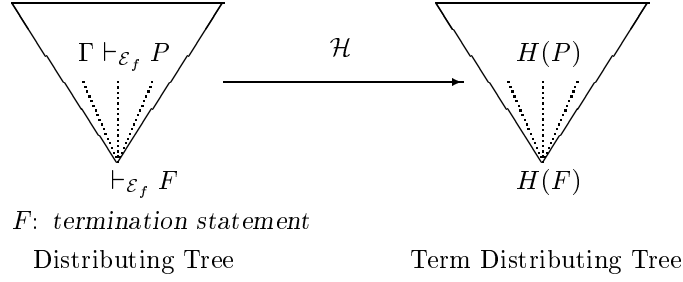 Γ ⊢_{ℰ_f} P
ℋ
H(P)
⊢_{ℰ_f} F
H(F)
F: termination statement
Distributing Tree
Term Distributing Tree